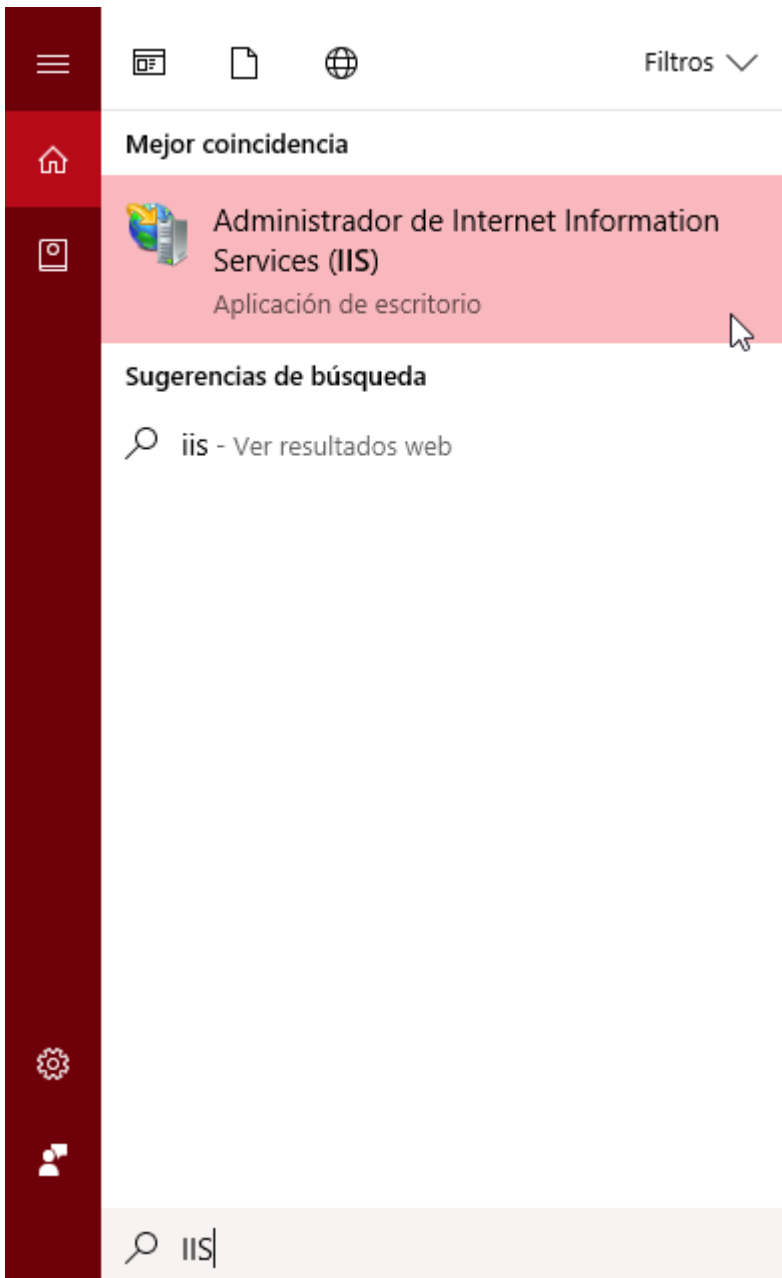 Filtros
Mejor coincidencia
Administrador de Internet Information
Services (IIS)
Aplicación de escritorio
Sugerencias de búsqueda
iis - Ver resultados web
IIS